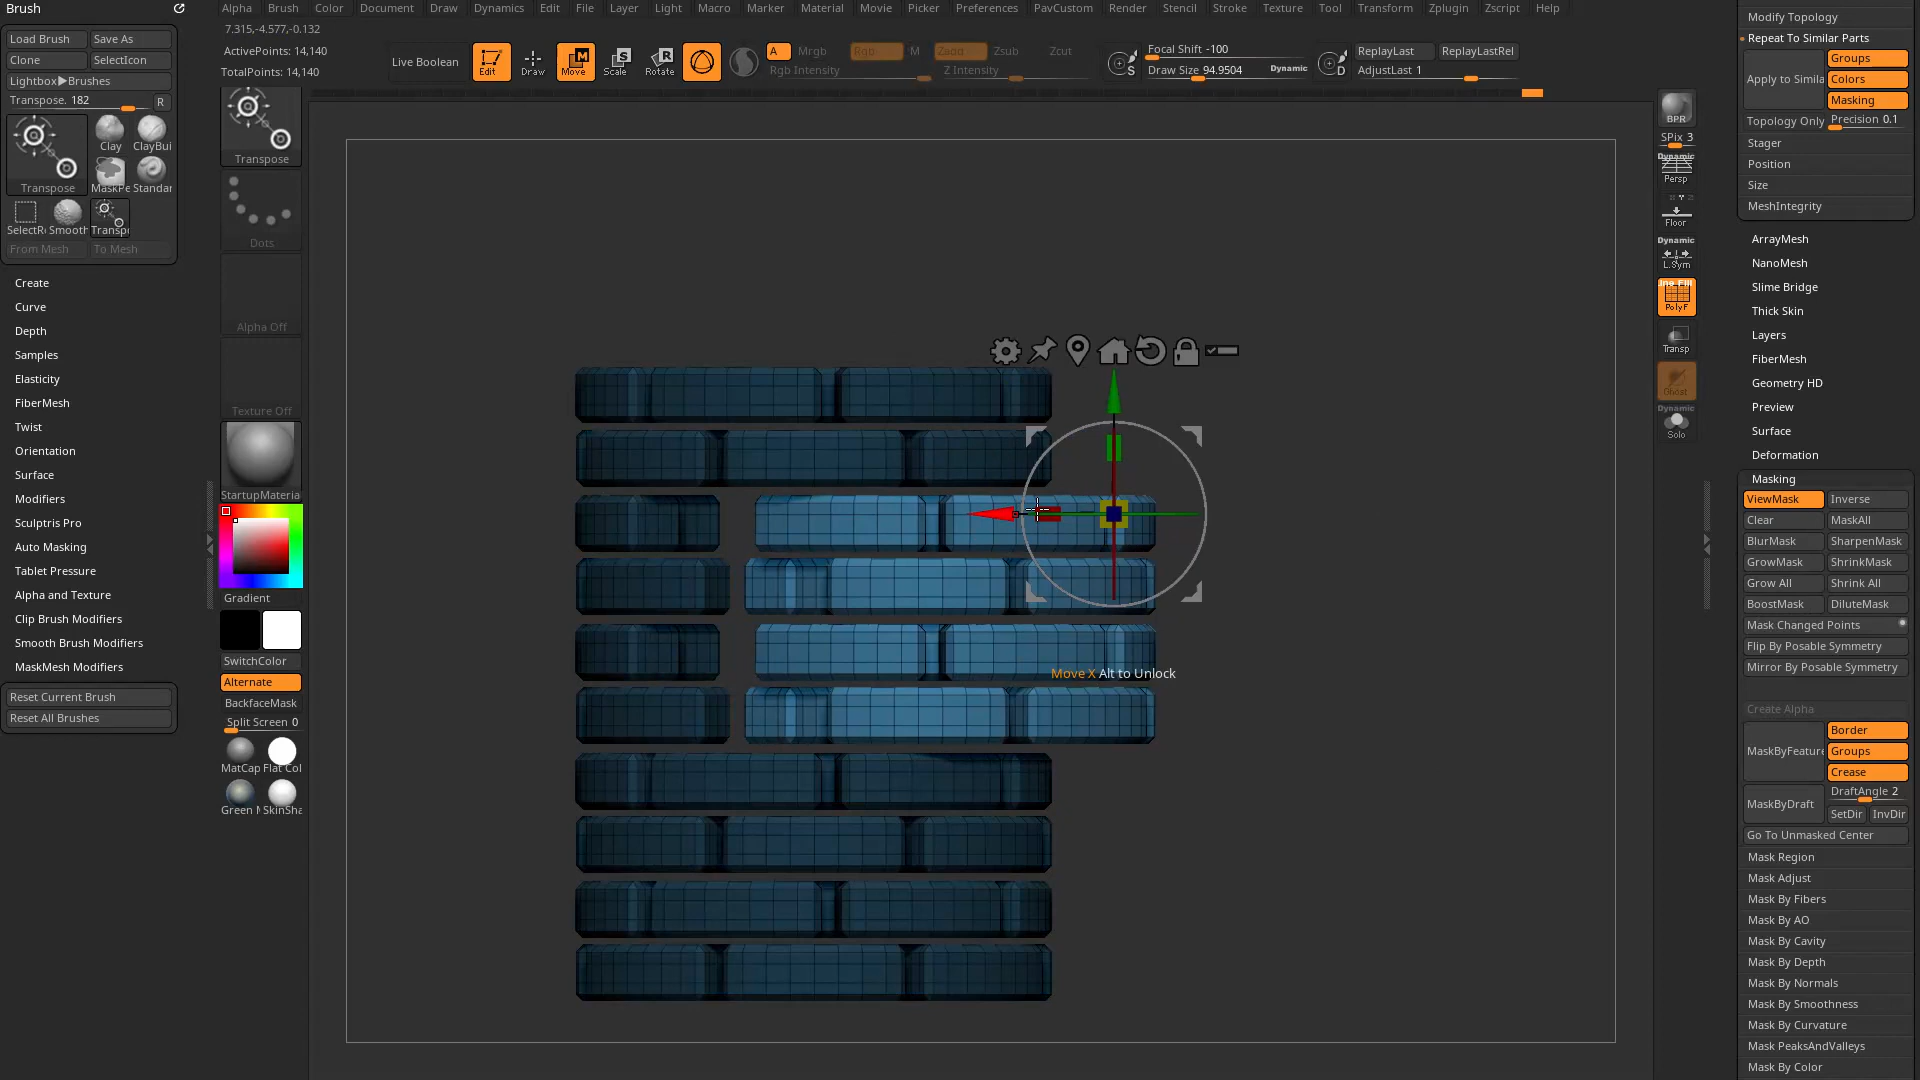 Brush
Alpha Brush Color Document Draw Dynamics Edit File Layer Light Macro Marker Material Movie Picker Preferences PavCustom Render Stencil Stroke Texture Tool Transform Zplugin Zscript Help
7.315,-4.577,-0.132
ActivePoints: 14,140
TotalPoints: 14,140
Live Boolean
Edit Draw Move Scale Rotate
A Mrgb Rgb M Zadd Zsub Zcut
Rgb Intensity Z Intensity
Focal Shift -100
Draw Size 94.9504 Dynamic
ReplayLast ReplayLastRel
AdjustLast 1
Load Brush Save As
Clone SelectIcon
Lightbox▶Brushes
Transpose. 182 R
Clay ClayBui
Transpose MaskPe Standar
SelectR Smooth Transp
From Mesh To Mesh
Create
Curve
Depth
Samples
Elasticity
FiberMesh
Twist
Orientation
Surface
Modifiers
Sculptris Pro
Auto Masking
Tablet Pressure
Alpha and Texture
Clip Brush Modifiers
Smooth Brush Modifiers
MaskMesh Modifiers
Reset Current Brush
Reset All Brushes
Transpose
Dots
Alpha Off
Texture Off
StartupMateria
Gradient
SwitchColor
Alternate
BackfaceMask
Split Screen 0
MatCap Flat Col
Green M SkinSha
Move X Alt to Unlock
BPR
SPix 3
Dynamic
Persp
Floor
Dynamic
L.Sym
Line Fill
PolyF
Transp
Ghost
Dynamic
Solo
Modify Topology
Repeat To Similar Parts
Apply to Simila Groups
Colors
Masking
Topology Only Precision 0.1
Stager
Position
Size
MeshIntegrity
ArrayMesh
NanoMesh
Slime Bridge
Thick Skin
Layers
FiberMesh
Geometry HD
Preview
Surface
Deformation
Masking
ViewMask Inverse
Clear MaskAll
BlurMask SharpenMask
GrowMask ShrinkMask
Grow All Shrink All
BoostMask DiluteMask
Mask Changed Points
Flip By Posable Symmetry
Mirror By Posable Symmetry
Create Alpha
MaskByFeature Border
Groups
Crease
MaskByDraft DraftAngle 2
SetDir InvDir
Go To Unmasked Center
Mask Region
Mask Adjust
Mask By Fibers
Mask By AO
Mask By Cavity
Mask By Depth
Mask By Normals
Mask By Smoothness
Mask By Curvature
Mask PeaksAndValleys
Mask By Color